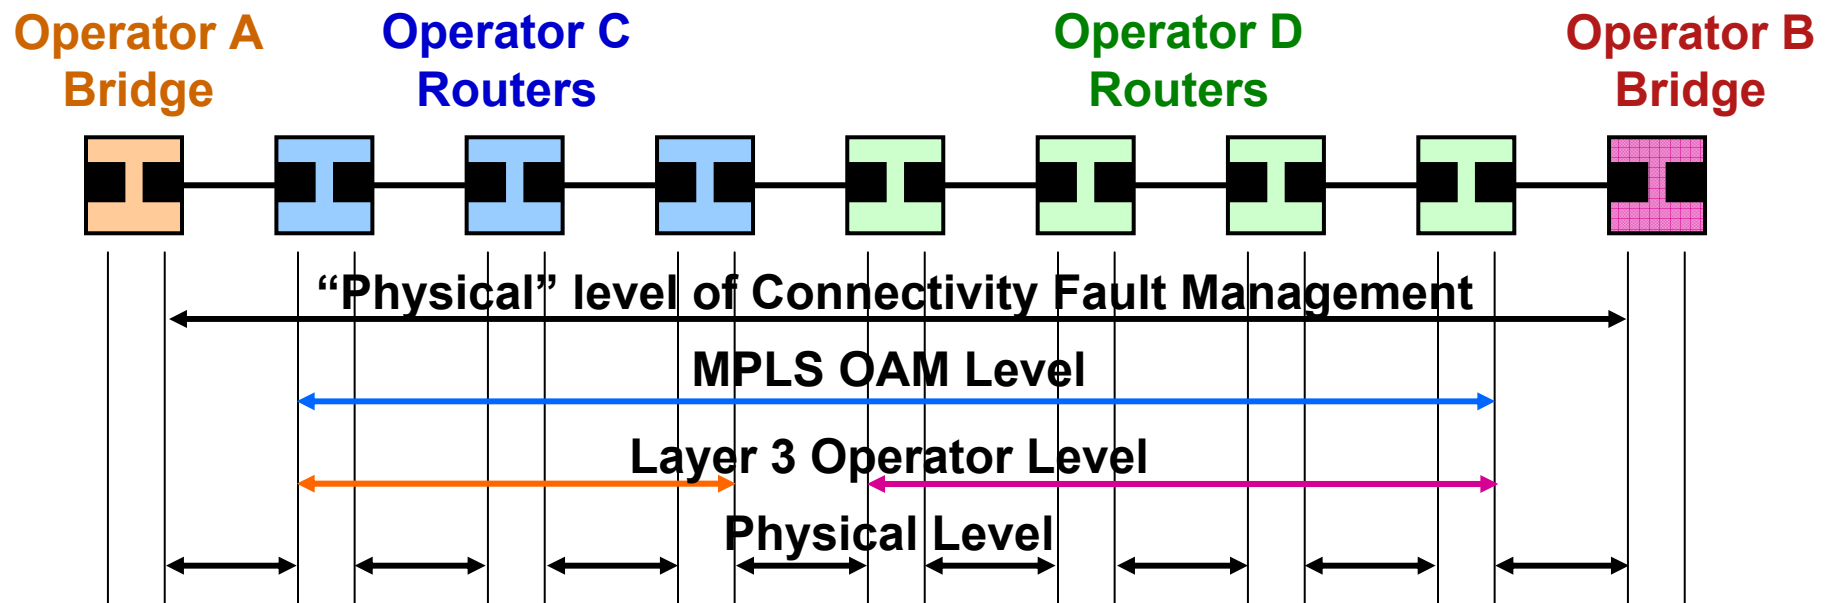 Operator A
Bridge
Operator C
Routers
Operator D
Routers
Operator B
Bridge
“Physical” level of Connectivity Fault Management
MPLS OAM Level
Layer 3 Operator Level
Physical Level